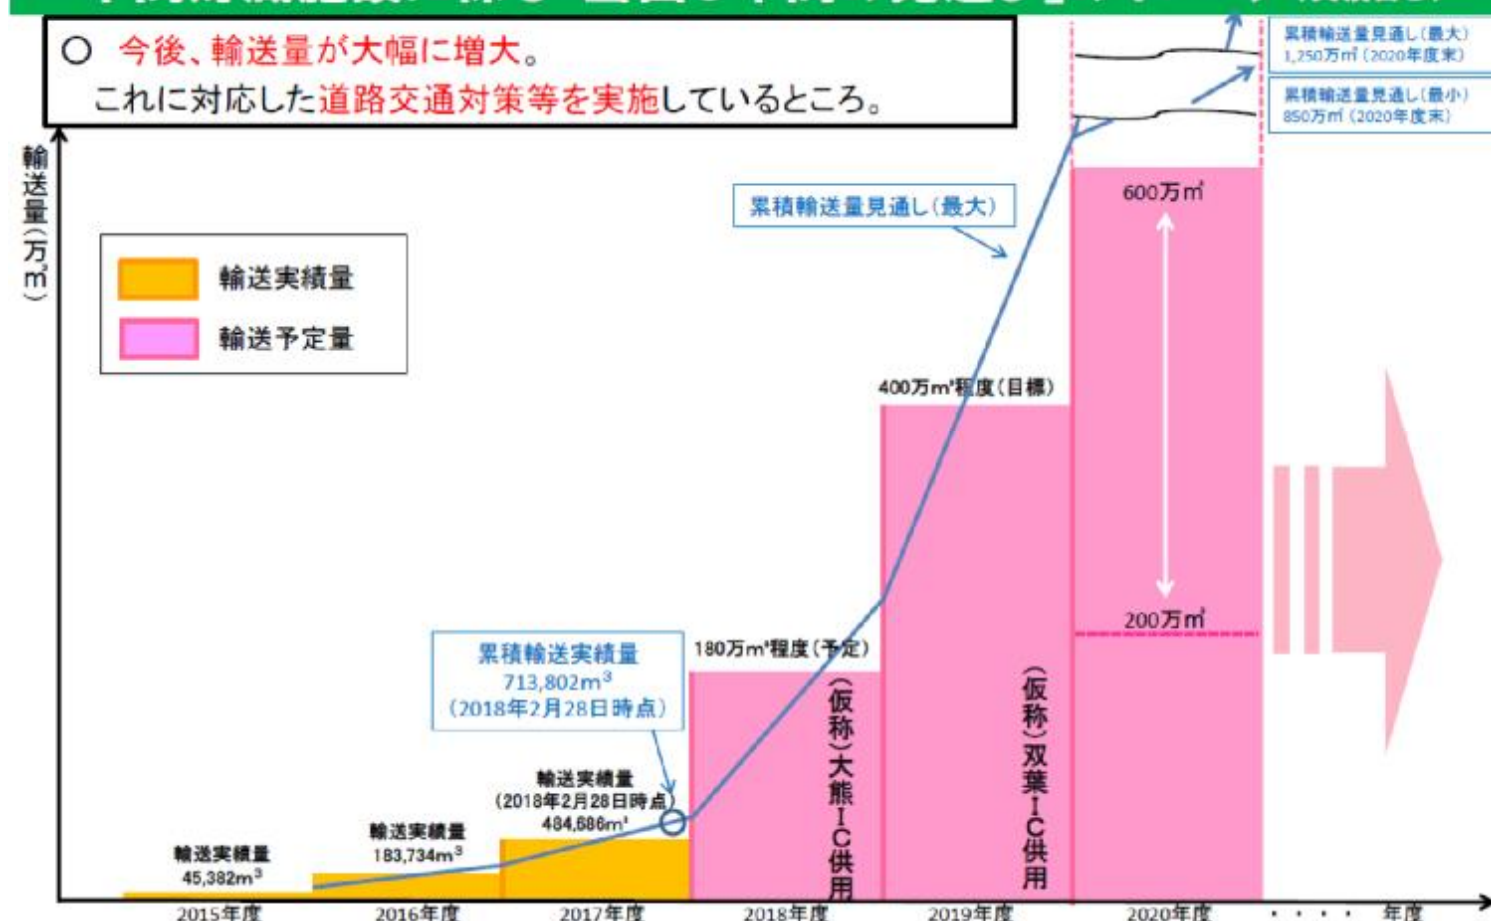 ○ 今後、輸送量が大幅に増大。
これに対応した道路交通対策等を実施しているところ。
累積輸送量見通し(最大)
1,250万㎥(2020年度末)
累積輸送量見通し(最小)
850万㎥(2020年度末)
輸送量(万㎥)
累積輸送量見通し(最大)
600万㎥
輸送実績量
輸送予定量
400万m³程度(目標)
200万㎥
累積輸送実績量
713,802m³
(2018年2月28日時点)
180万m³程度(予定)
(仮称)大熊IC供用
(仮称)双葉IC供用
輸送実績量
(2018年2月28日時点)
484,686m³
輸送実績量
183,734m³
輸送実績量
45,382m³
2015年度
2016年度
2017年度
2018年度
2019年度
2020年度
・・・・ 年度